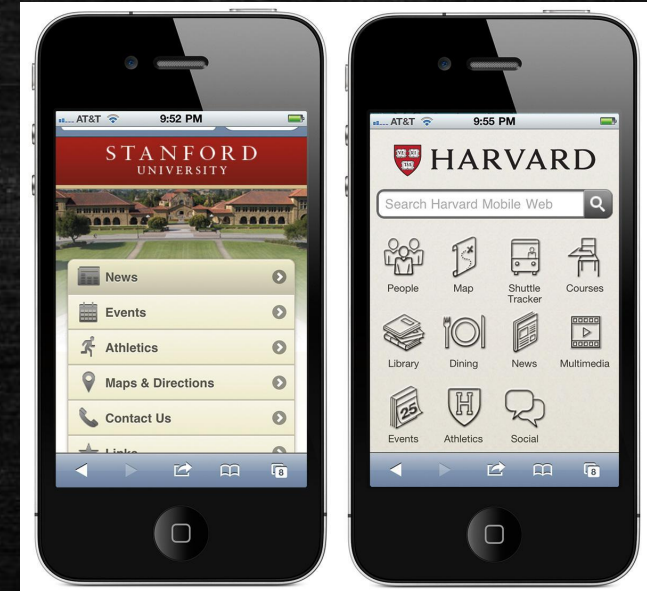 AT&T 9:52 PM
STANFORD
UNIVERSITY
News
Events
Athletics
Maps & Directions
Contact Us
Links
8
AT&T 9:55 PM
HARVARD
Search Harvard Mobile Web
People Map Shuttle Tracker Courses
Library Dining News Multimedia
25
H
Events Athletics Social
8